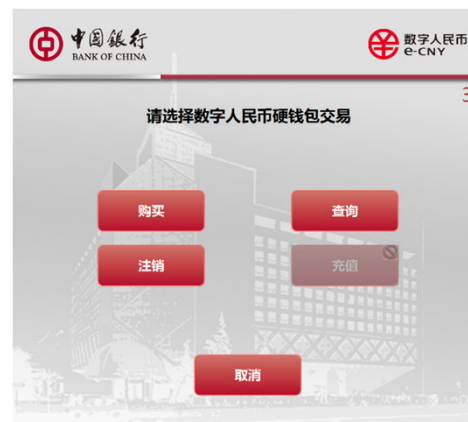 中国银行
BANK OF CHINA
数字人民币
e-CNY
请选择数字人民币硬钱包交易
购买
查询
注销
充值
取消